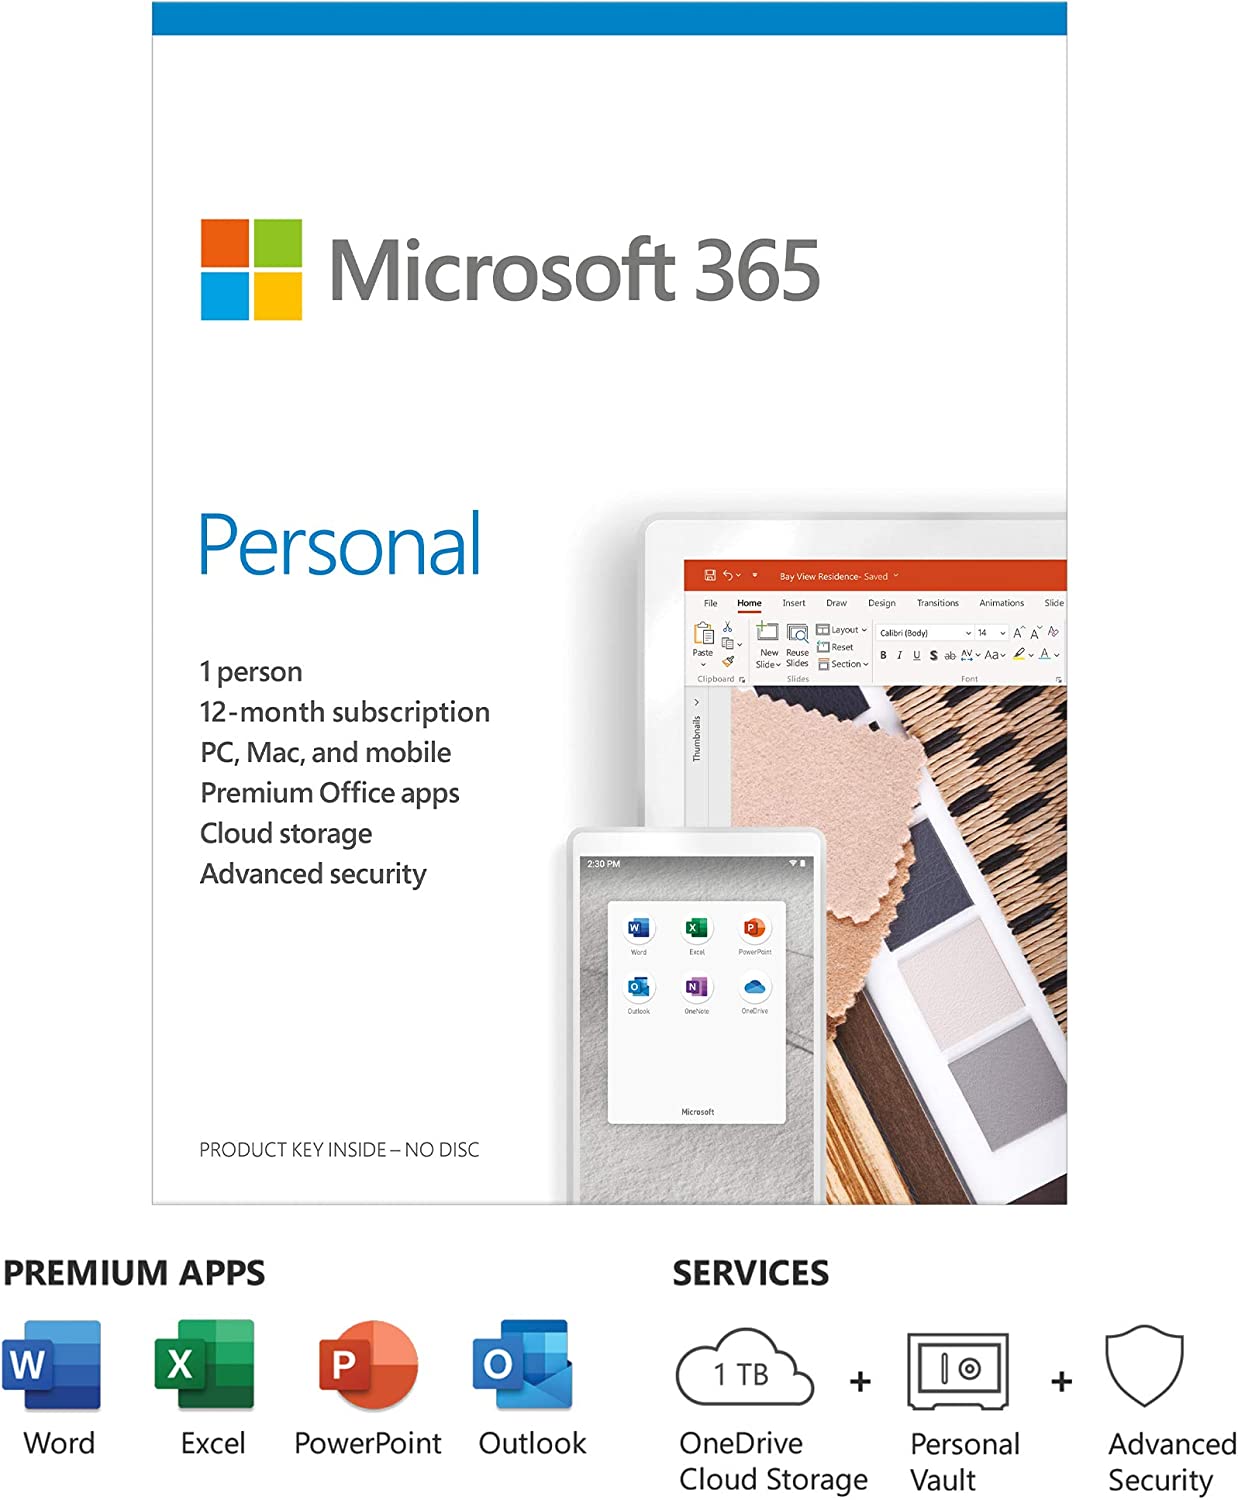 Microsoft 365
Personal
1 person
12-month subscription
PC, Mac, and mobile
Premium Office apps
Cloud storage
Advanced security
PRODUCT KEY INSIDE – NO DISC
Bay View Residence- Saved
File Home Insert Draw Design Transitions Animations Slide
Paste
New Slide
Reuse Slides
Layout
Reset
Section
Calibri (Body) 14
B I U S ab AV Aa A
Clipboard Slides Font
Thumbnails
2:30 PM
W X P
Word Excel PowerPoint
O N
Outlook OneNote OneDrive
Microsoft
PREMIUM APPS
W X P O
Word Excel PowerPoint Outlook
SERVICES
1 TB + +
OneDrive Cloud Storage
Personal Vault
Advanced Security